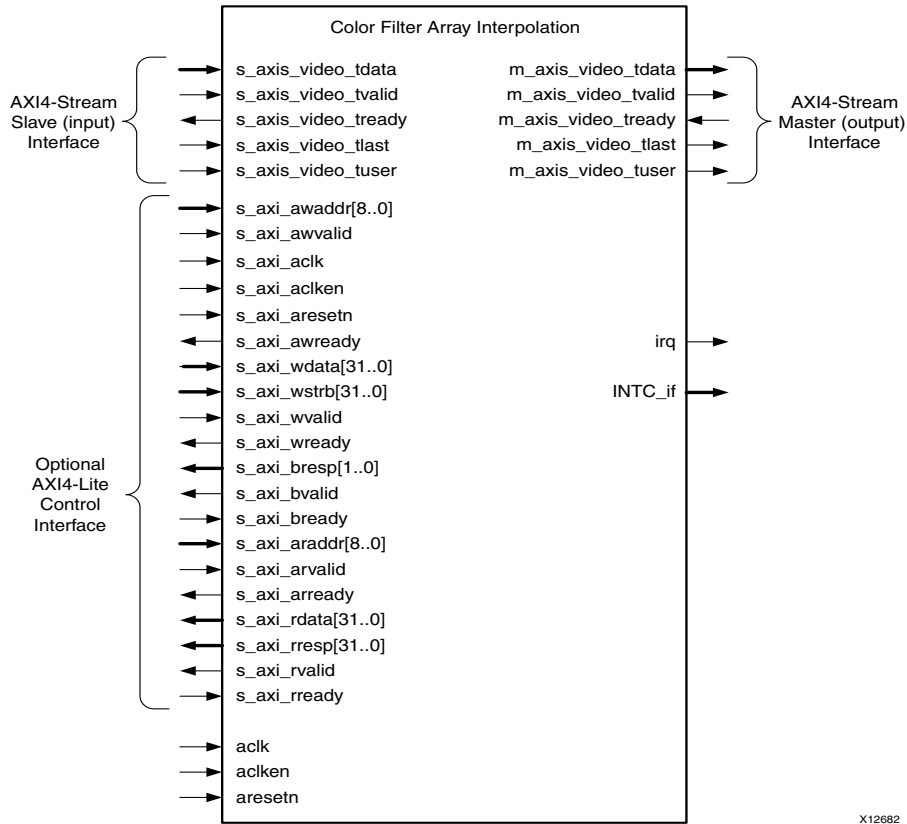 Color Filter Array Interpolation
AXI4-Stream
Slave (input)
Interface
s_axis_video_tdata
s_axis_video_tvalid
s_axis_video_tready
s_axis_video_tlast
s_axis_video_tuser
m_axis_video_tdata
m_axis_video_tvalid
m_axis_video_tready
m_axis_video_tlast
m_axis_video_tuser
AXI4-Stream
Master (output)
Interface
Optional
AXI4-Lite
Control
Interface
s_axi_awaddr[8..0]
s_axi_awvalid
s_axi_aclk
s_axi_aclken
s_axi_aresetn
s_axi_awready
s_axi_wdata[31..0]
s_axi_wstrb[31..0]
s_axi_wvalid
s_axi_wready
s_axi_bresp[1..0]
s_axi_bvalid
s_axi_bready
s_axi_araddr[8..0]
s_axi_arvalid
s_axi_arready
s_axi_rdata[31..0]
s_axi_rresp[31..0]
s_axi_rvalid
s_axi_rready
irq
INTC_if
aclk
aclken
aresetn
X12682